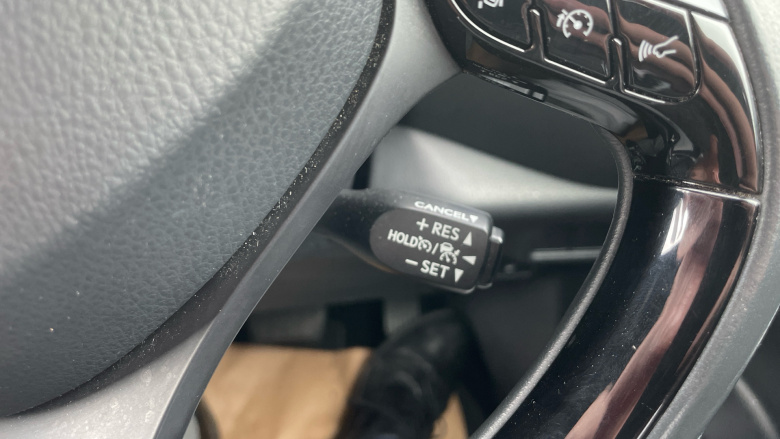 CANCEL▼
+ RES ▲
HOLD / ◄
− SET ▼